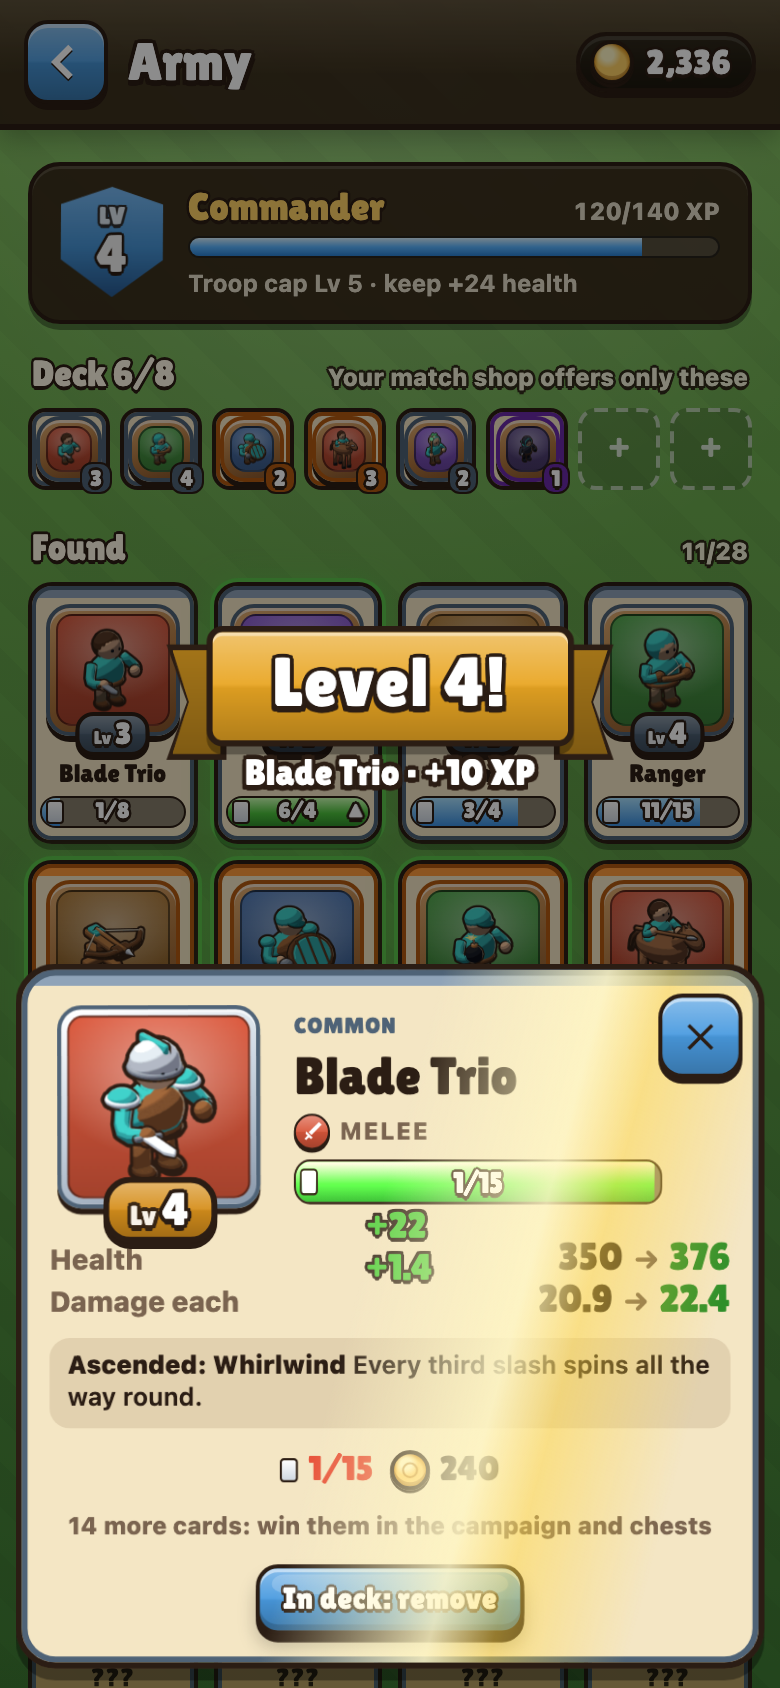 Army
2,336
LV
4
Commander
120/140 XP
Troop cap Lv 5 · keep +24 health
Deck 6/8
Your match shop offers only these
3
4
2
3
2
1
+
+
Found
11/28
Level 4!
Lv 3
Lv 4
Blade Trio · +10 XP
Blade Trio
Ranger
1/8
6/4
3/4
11/15
COMMON
Blade Trio
MELEE
1/15
Lv 4
+22
Health
350 → 376
+1.4
Damage each
20.9 → 22.4
Ascended: Whirlwind Every third slash spins all the
way round.
1/15
240
14 more cards: win them in the campaign and chests
In deck: remove
???
???
???
???